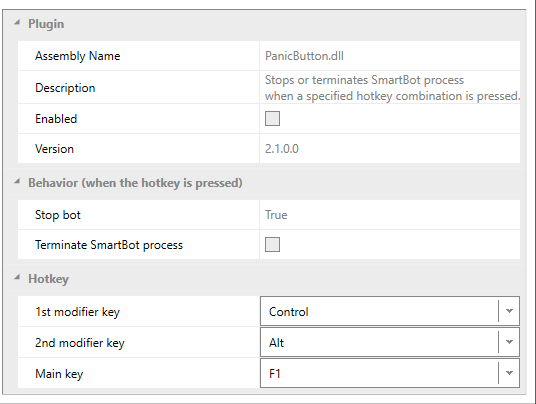 Plugin
Assembly Name PanicButton.dll
Description Stops or terminates SmartBot process
when a specified hotkey combination is pressed.
Enabled
Version 2.1.0.0
Behavior (when the hotkey is pressed)
Stop bot True
Terminate SmartBot process
Hotkey
1st modifier key Control
2nd modifier key Alt
Main key F1